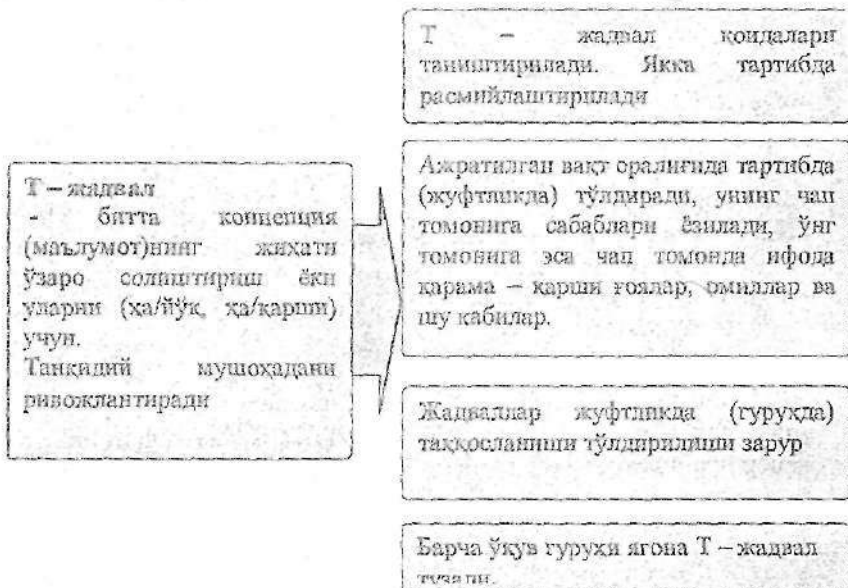 Т – жадвал
- битта концепция
(маълумот)нинг жиҳати
ўзаро солиштириш ёки
уларни (ҳа/йўқ, ҳа/қарши)
учун.
Танқидий мушоҳадани
ривожлантиради
Т – жадвал қоидалари
таништирилади. Якка тартибда
расмийлаштирилади
Ажратилган вақт оралиғида тартибда
(жуфтликда) тўлдиради, унинг чап
томонига сабаблари ёзилади, ўнг
томонига эса чап томонда ифода
қарама – қарши ғоялар, омиллар ва
шу кабилар.
Жадваллар жуфтликда (гуруҳда)
таққосланиши тўлдирилиши зарур
Барча ўқув гуруҳи ягона Т – жадвал
тузади.